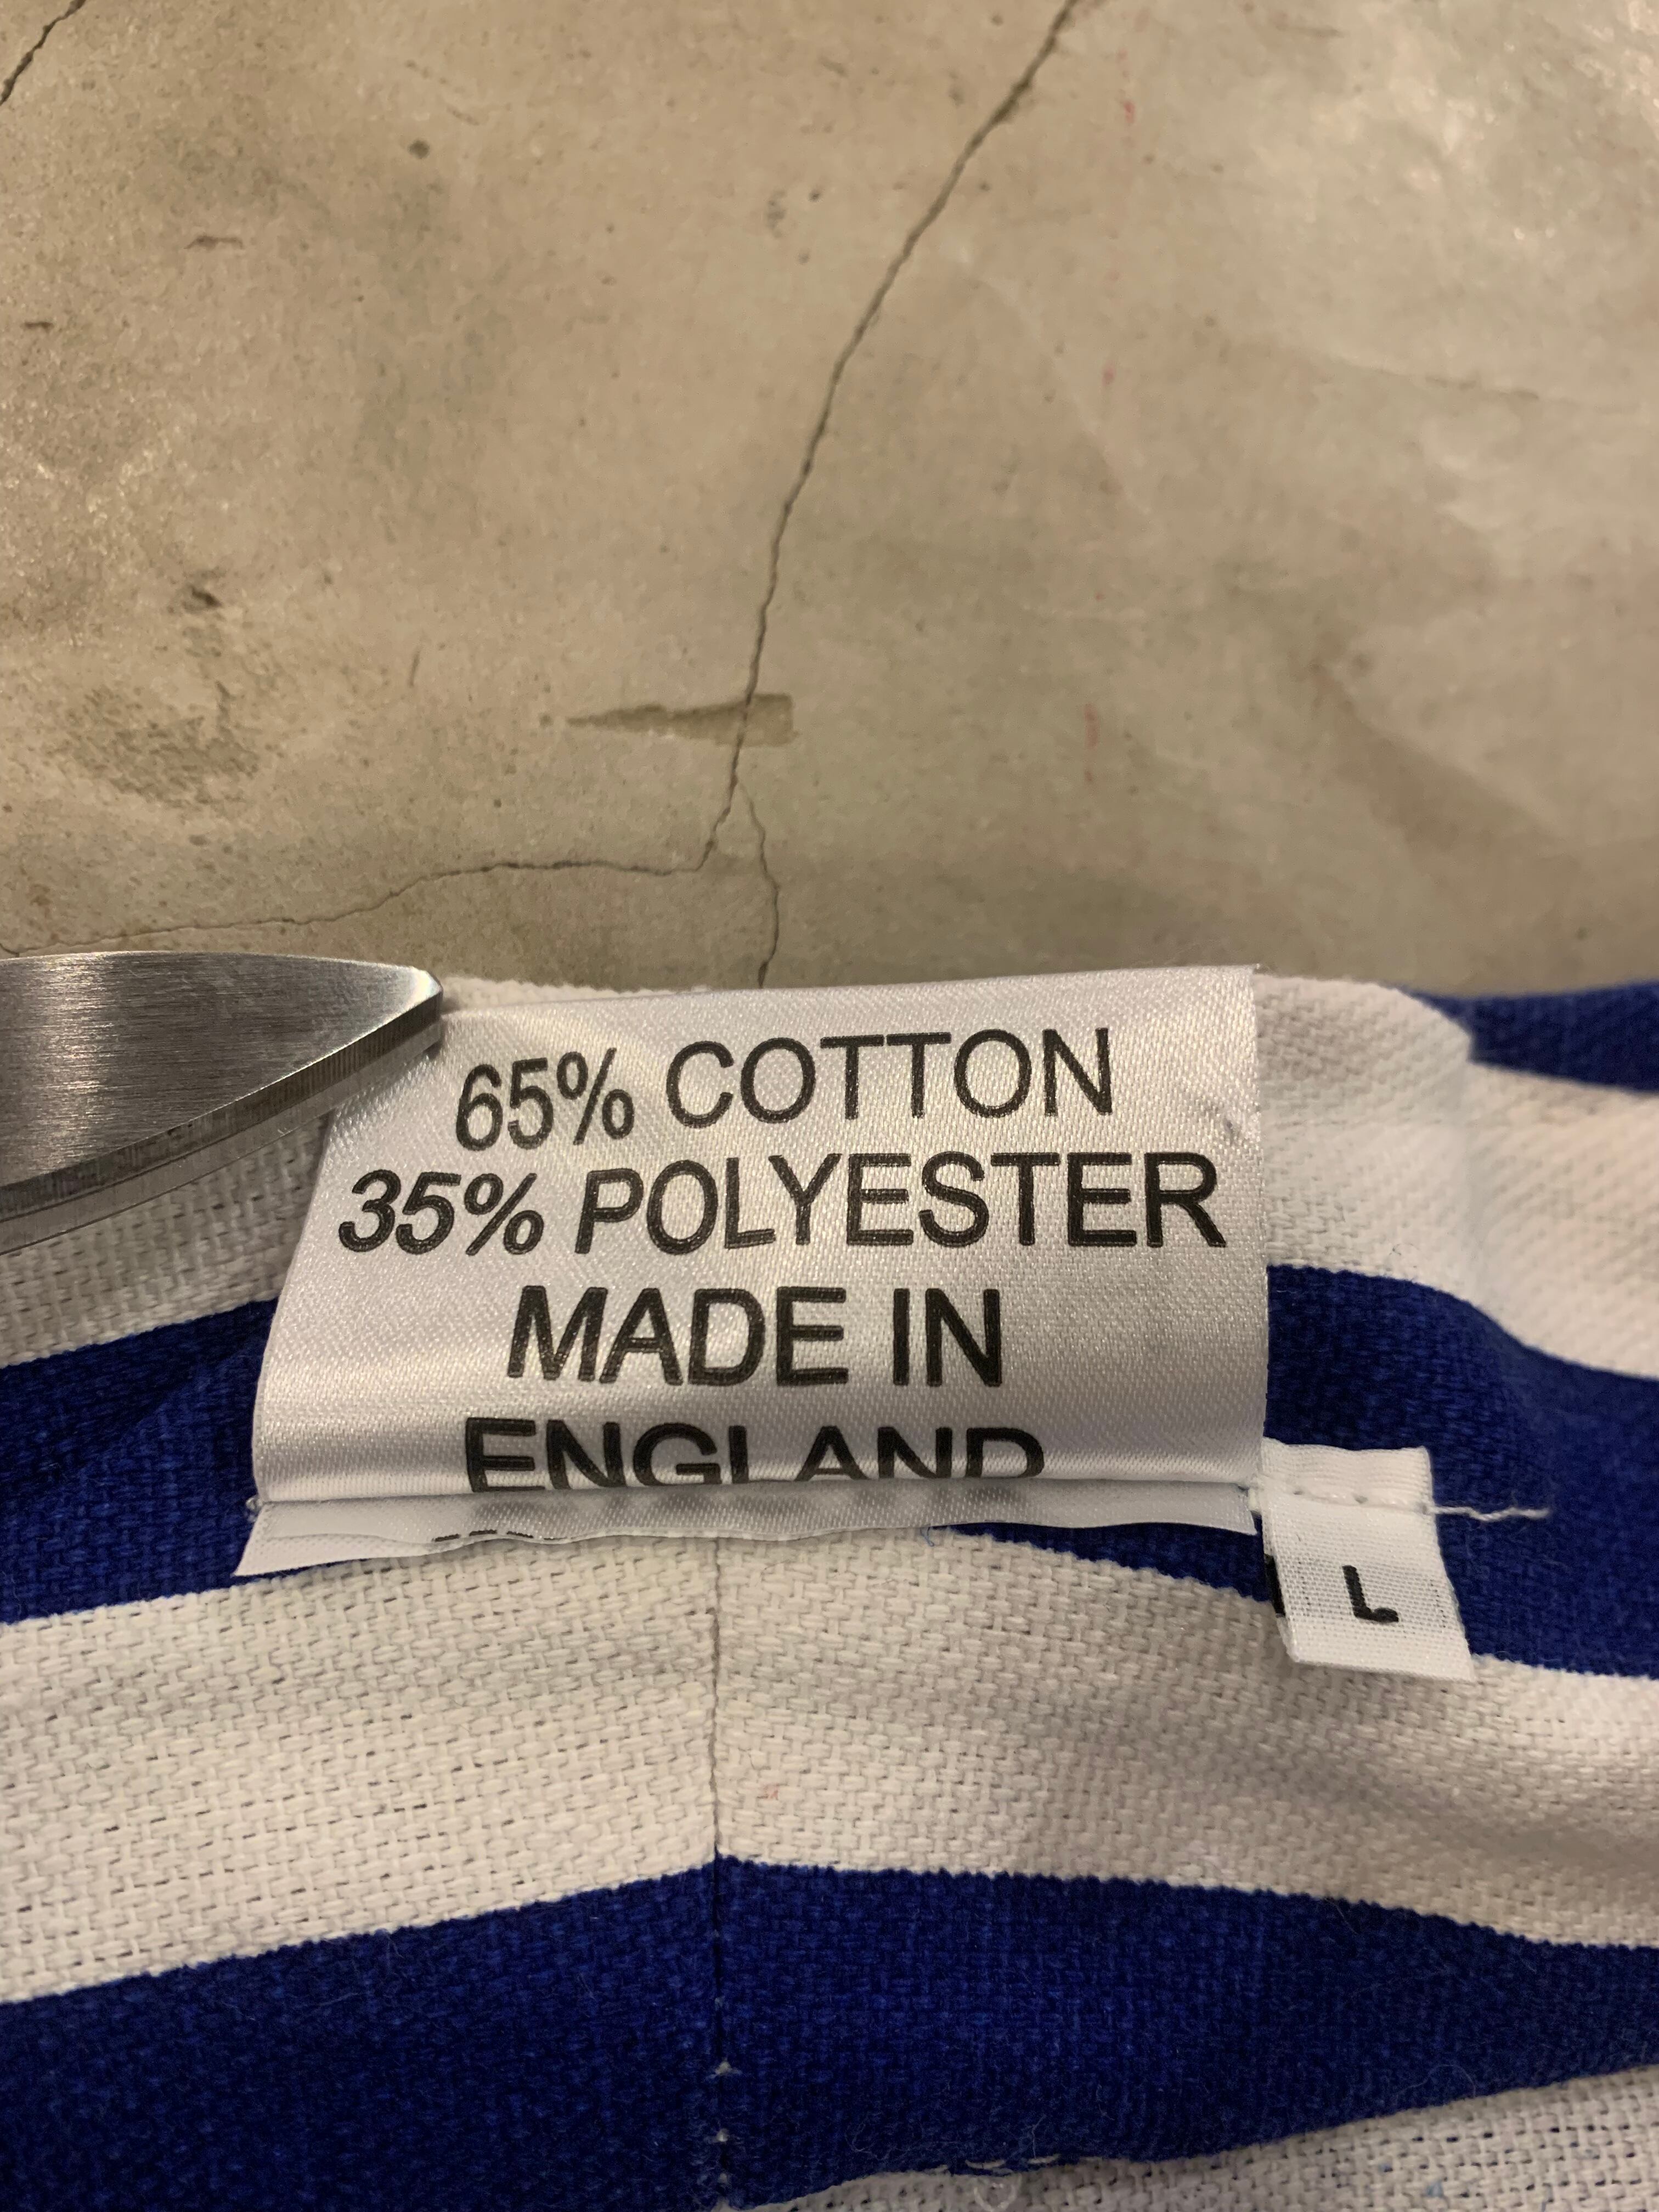 65% COTTON
35% POLYESTER
MADE IN
ENGLAND
L